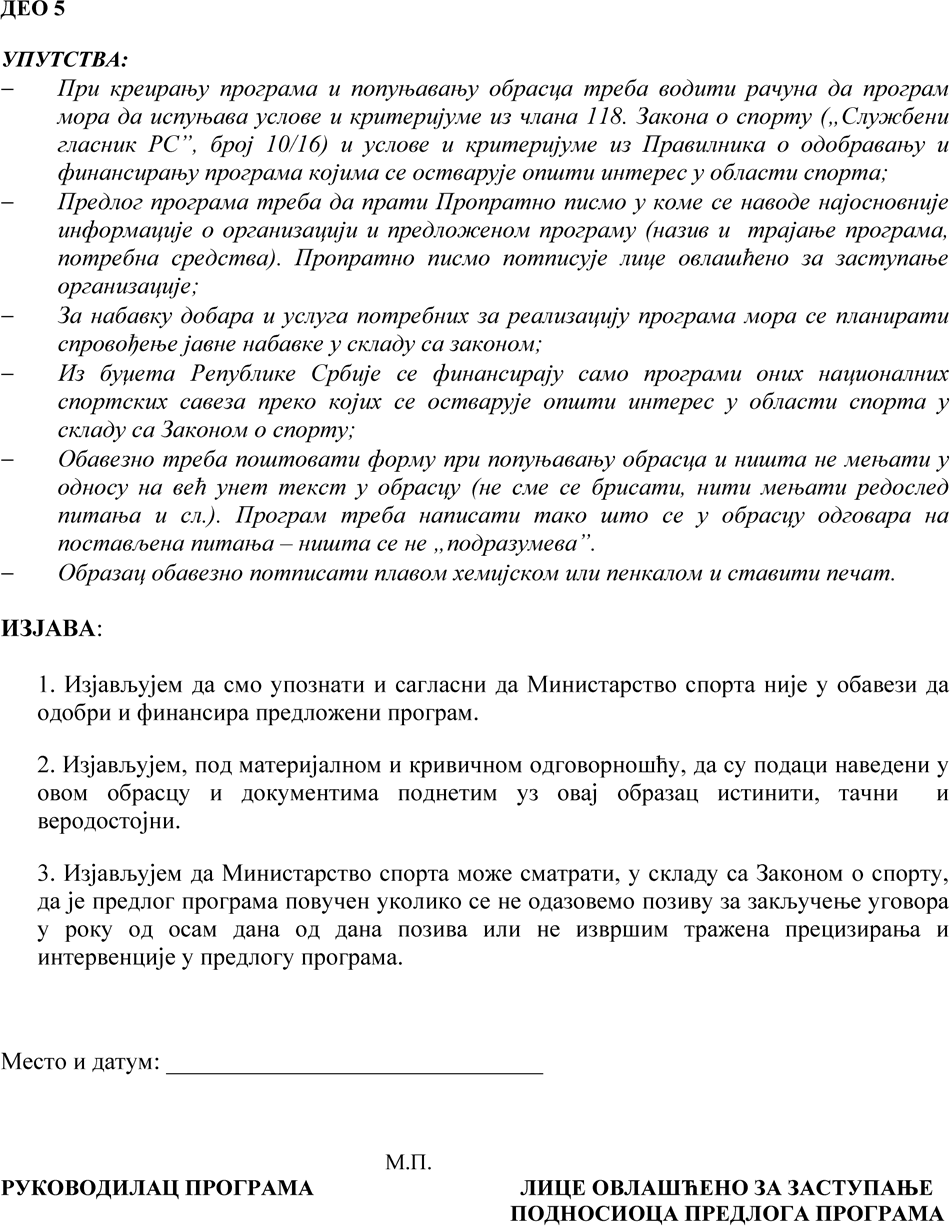 ДЕО 5
УПУТСТВА:
− При креирању програма и попуњавању обрасца треба водити рачуна да програм
мора да испуњава услове и критеријуме из члана 118. Закона о спорту („Службени
гласник РС”, број 10/16) и услове и критеријуме из Правилника о одобравању и
финансирању програма којима се остварује општи интерес у области спорта;
− Предлог програма треба да прати Пропратно писмо у коме се наводе најосновније
информације о организацији и предложеном програму (назив и трајање програма,
потребна средства). Пропратно писмо потписује лице овлашћено за заступање
организације;
− За набавку добара и услуга потребних за реализацију програма мора се планирати
спровођење јавне набавке у складу са законом;
− Из буџета Републике Србије се финансирају само програми оних националних
спортских савеза преко којих се остварује општи интерес у области спорта у
складу са Законом о спорту;
− Обавезно треба поштовати форму при попуњавању обрасца и ништа не мењати у
односу на већ унет текст у обрасцу (не сме се брисати, нити мењати редослед
питања и сл.). Програм треба написати тако што се у обрасцу одговара на
постављена питања – ништа се не „подразумева”.
− Образац обавезно потписати плавом хемијском или пенкалом и ставити печат.
ИЗЈАВА:
1. Изјављујем да смо упознати и сагласни да Министарство спорта није у обавези да
одобри и финансира предложени програм.
2. Изјављујем, под материјалном и кривичном одговорношћу, да су подаци наведени у
овом обрасцу и документима поднетим уз овај образац истинити, тачни и
веродостојни.
3. Изјављујем да Министарство спорта може сматрати, у складу са Законом о спорту,
да је предлог програма повучен уколико се не одазовемо позиву за закључење уговора
у року од осам дана од дана позива или не извршим тражена прецизирања и
интервенције у предлогу програма.
Место и датум: _______________________________
М.П.
РУКОВОДИЛАЦ ПРОГРАМА ЛИЦЕ ОВЛАШЋЕНО ЗА ЗАСТУПАЊЕ
ПОДНОСИОЦА ПРЕДЛОГА ПРОГРАМА